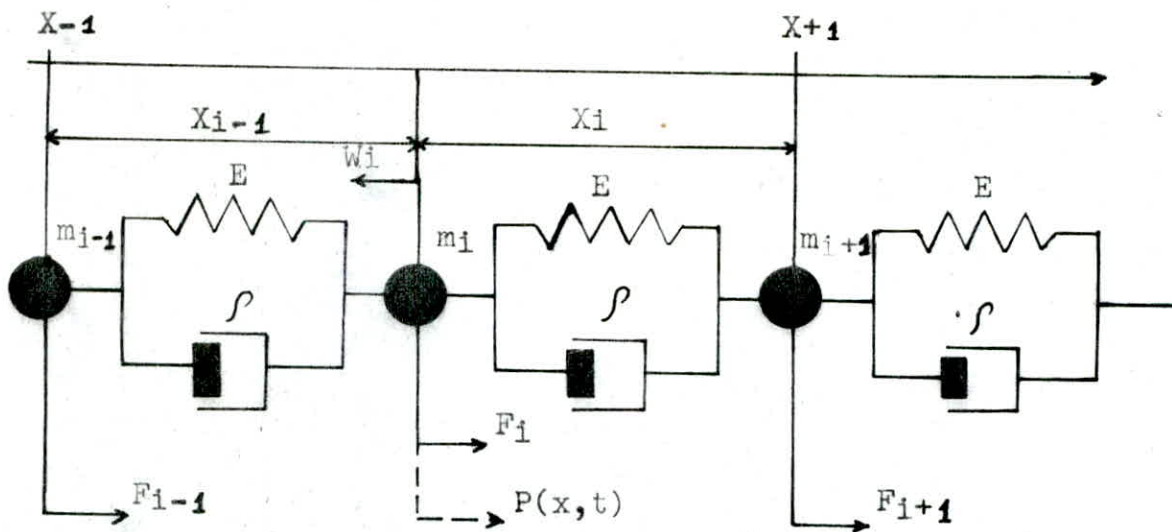 X-1 X+1
Xi-1 Xi
Wi
E E E
mi-1 mi mi+1
ρ ρ ρ
Fi
Fi-1 P(x,t) Fi+1